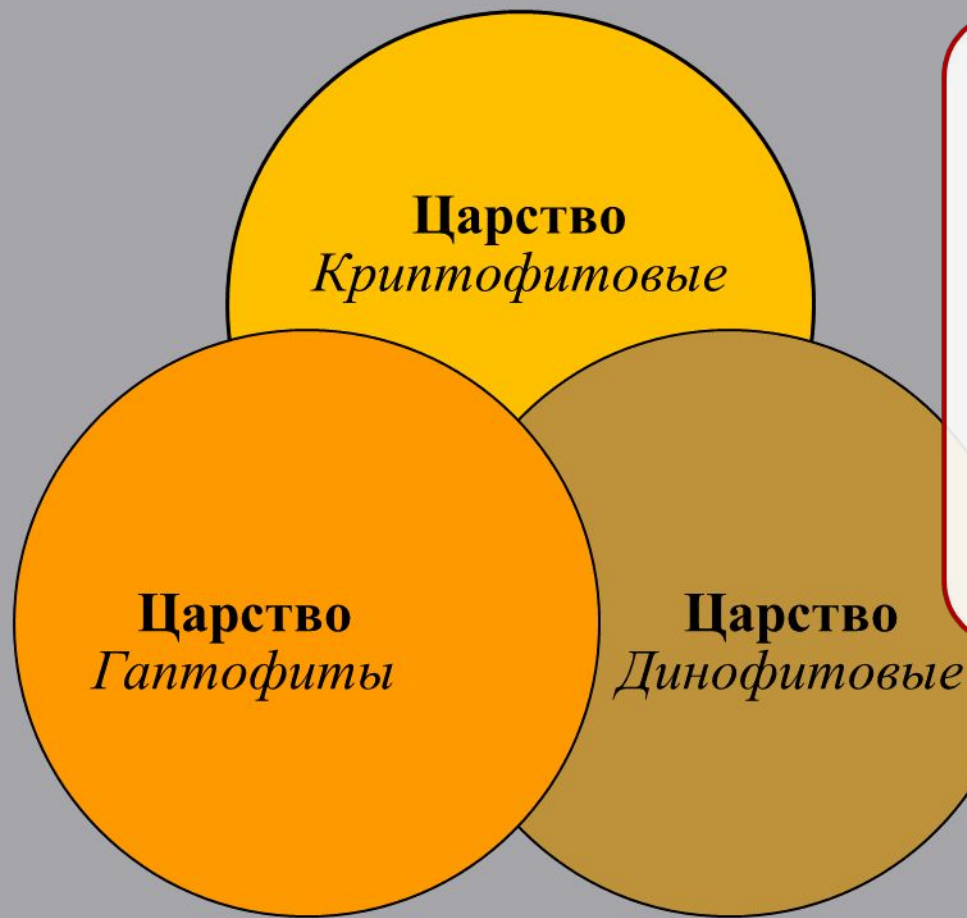 Царство
Криптофитовые
Царство
Гаптофиты
Царство
Динофитовые